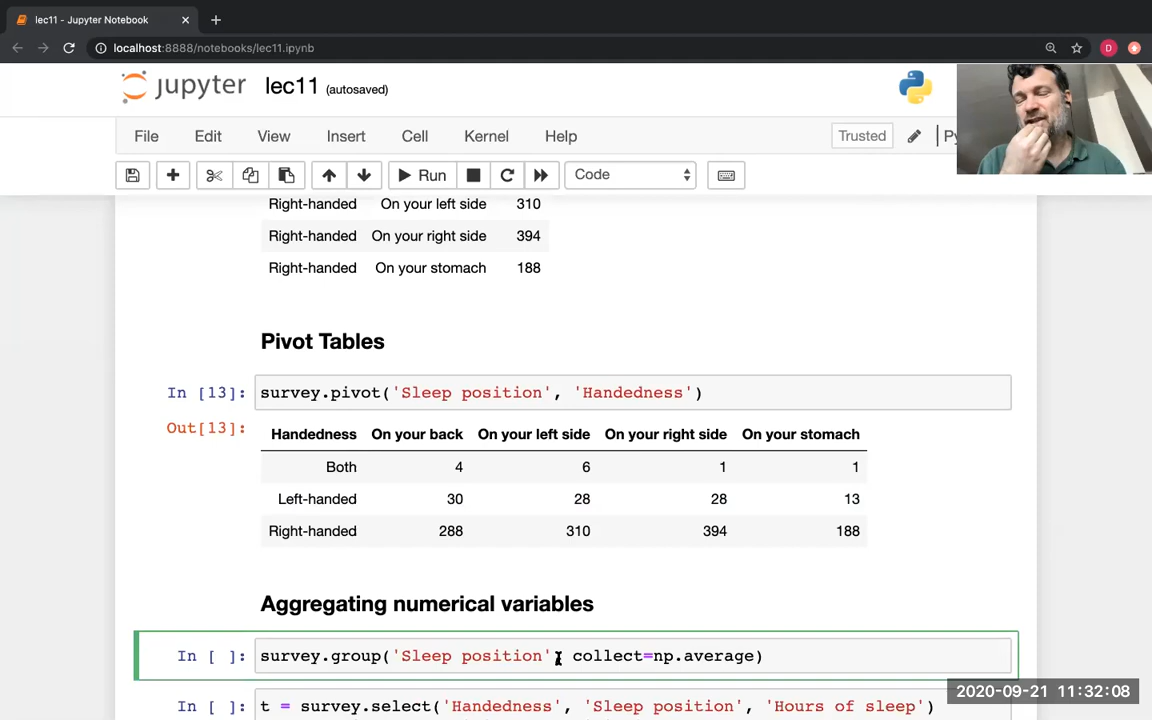 lec11 - Jupyter Notebook
localhost:8888/notebooks/lec11.ipynb
D
jupyter lec11 (autosaved)
File Edit View Insert Cell Kernel Help Trusted
Run Code
Right-handed On your left side 310
Right-handed On your right side 394
Right-handed On your stomach 188
Pivot Tables
In [13]: survey.pivot('Sleep position', 'Handedness')
Out[13]: Handedness On your back On your left side On your right side On your stomach
Both 4 6 1 1
Left-handed 30 28 28 13
Right-handed 288 310 394 188
Aggregating numerical variables
In [ ]: survey.group('Sleep position', collect=np.average)
2020-09-21 11:32:08
In [ ]: t = survey.select('Handedness', 'Sleep position', 'Hours of sleep')